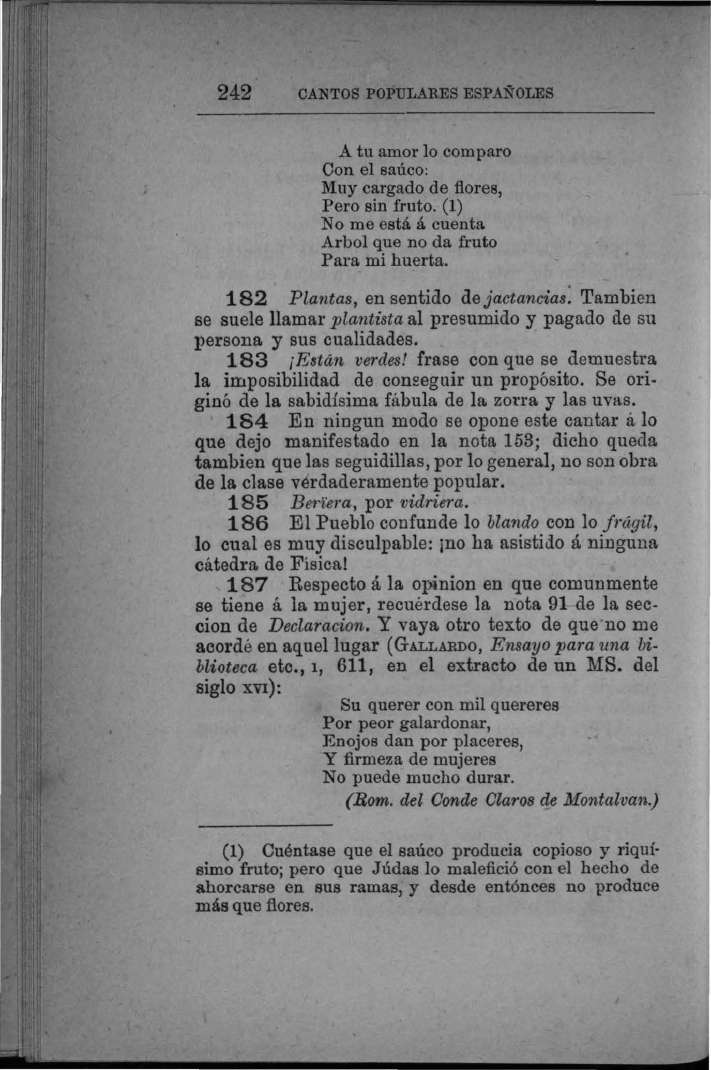 242 CANTOS POPULARES ESPAÑOLES
A tu amor lo comparo
Con el saúco:
Muy cargado de flores,
Pero sin fruto. (1)
No me está á cuenta
Arbol que no da fruto
Para mi huerta.
182 Plantas, en sentido de jactancias. Tambien
se suele llamar plantista al presumido y pagado de su
persona y sus cualidades.
183 ¡Están verdes! frase con que se demuestra
la imposibilidad de conseguir un propósito. Se ori-
ginó de la sabidísima fábula de la zorra y las uvas.
184 En ningun modo se opone este cantar á lo
que dejo manifestado en la nota 153; dicho queda
tambien que las seguidillas, por lo general, no son obra
de la clase vérdaderamente popular.
185 Berïera, por vidriera.
186 El Pueblo confunde lo blando con lo frágil,
lo cual es muy disculpable: ¡no ha asistido á ninguna
cátedra de Física!
187 Respecto á la opinion en que comunmente
se tiene á la mujer, recuérdese la nota 91 de la sec-
cion de Declaracion. Y vaya otro texto de que no me
acordé en aquel lugar (GALLARDO, Ensayo para una bi-
blioteca etc., I, 611, en el extracto de un MS. del
siglo XVI):
Su querer con mil quereres
Por peor galardonar,
Enojos dan por placeres,
Y firmeza de mujeres
No puede mucho durar.
(Rom. del Conde Claros de Montalvan.)
(1) Cuéntase que el saúco producia copioso y riquí-
simo fruto; pero que Júdas lo malefició con el hecho de
ahorcarse en sus ramas, y desde entónces no produce
más que flores.